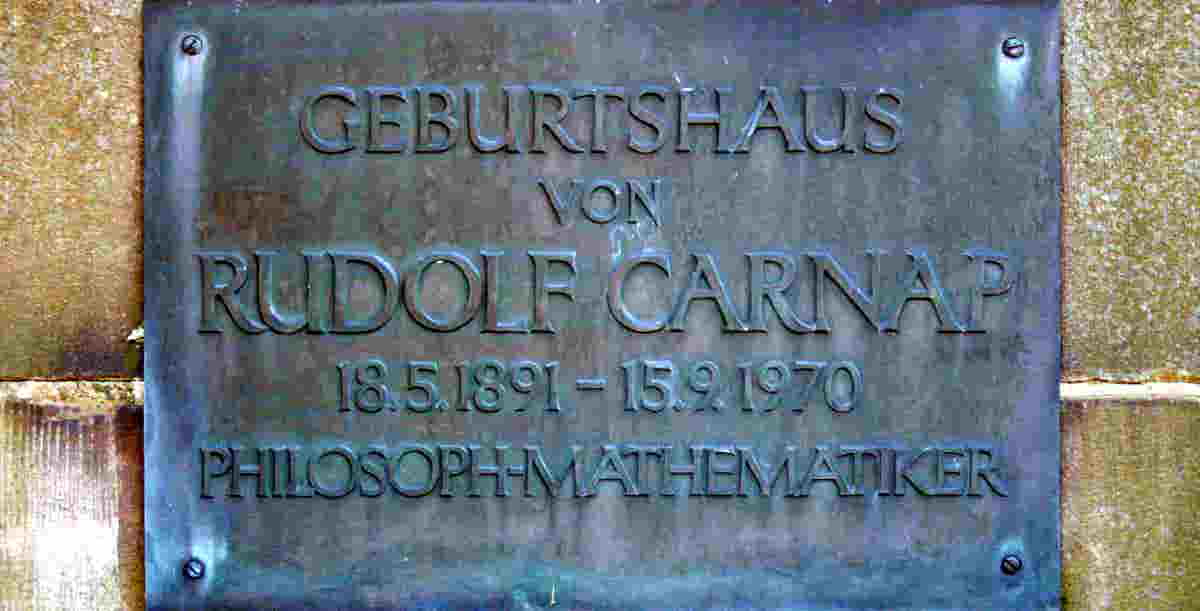 GEBURTSHAUS
VON
RUDOLF CARNAP
18.5.1891 – 15.9.1970
PHILOSOPH-MATHEMATIKER